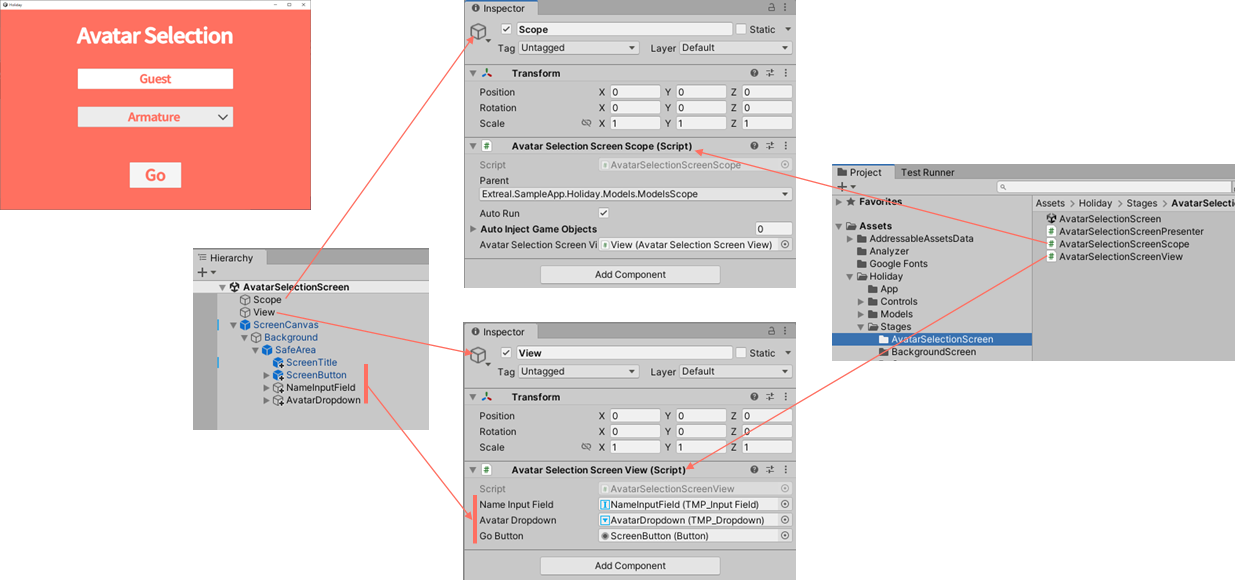 Holiday
Avatar Selection
Guest
Armature
Go
Hierarchy
AvatarSelectionScreen
Scope
View
ScreenCanvas
Background
SafeArea
ScreenTitle
ScreenButton
NameInputField
AvatarDropdown
Inspector
Scope Static
Tag Untagged Layer Default
Transform
Position X 0 Y 0 Z 0
Rotation X 0 Y 0 Z 0
Scale X 1 Y 1 Z 1
# Avatar Selection Screen Scope (Script)
Script # AvatarSelectionScreenScope
Parent
Extreal.SampleApp.Holiday.Models.ModelsScope
Auto Run
Auto Inject Game Objects 0
Avatar Selection Screen Vi # View (Avatar Selection Screen View)
Add Component
Inspector
View Static
Tag Untagged Layer Default
Transform
Position X 0 Y 0 Z 0
Rotation X 0 Y 0 Z 0
Scale X 1 Y 1 Z 1
# Avatar Selection Screen View (Script)
Script # AvatarSelectionScreenView
Name Input Field NameInputField (TMP_Input Field)
Avatar Dropdown AvatarDropdown (TMP_Dropdown)
Go Button ScreenButton (Button)
Add Component
Project Test Runner
Favorites
Assets
AddressableAssetsData
Analyzer
Google Fonts
Holiday
App
Controls
Models
Stages
AvatarSelectionScreen
BackgroundScreen
Assets > Holiday > Stages > AvatarSelecti
AvatarSelectionScreen
# AvatarSelectionScreenPresenter
# AvatarSelectionScreenScope
# AvatarSelectionScreenView